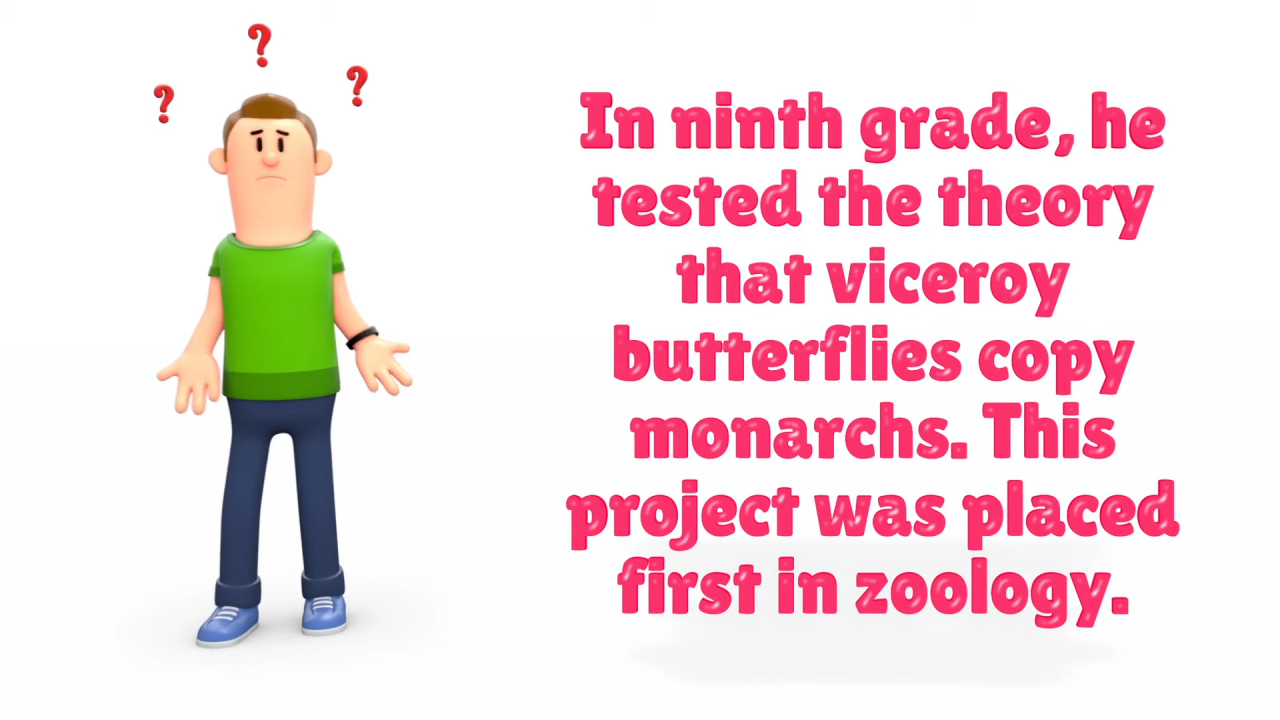 In ninth grade, he
tested the theory
that viceroy
butterflies copy
monarchs. This
project was placed
first in zoology.